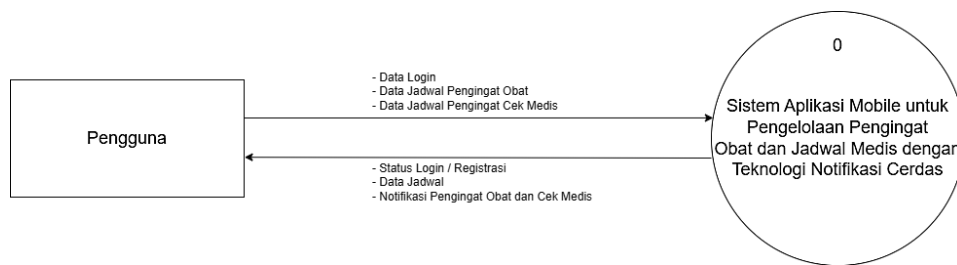 Pengguna
- Data Login
- Data Jadwal Pengingat Obat
- Data Jadwal Pengingat Cek Medis
- Status Login / Registrasi
- Data Jadwal
- Notifikasi Pengingat Obat dan Cek Medis
0
Sistem Aplikasi Mobile untuk
Pengelolaan Pengingat
Obat dan Jadwal Medis dengan
Teknologi Notifikasi Cerdas